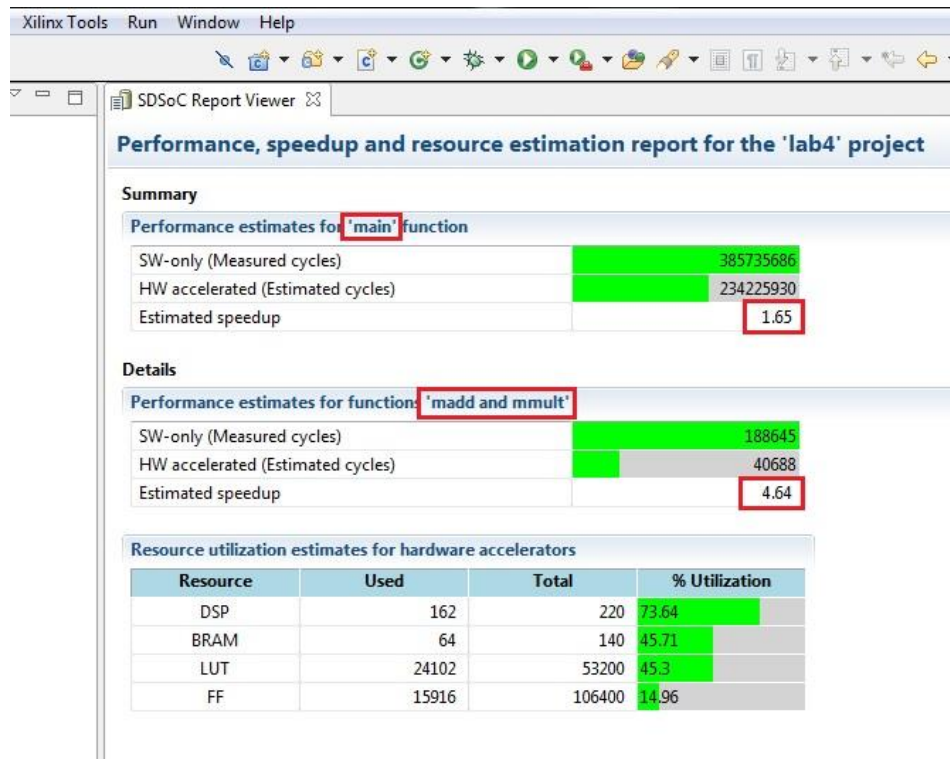 Xilinx Tools Run Window Help
SDSoC Report Viewer
Performance, speedup and resource estimation report for the 'lab4' project
Summary
Performance estimates for 'main' function
SW-only (Measured cycles) 385735686
HW accelerated (Estimated cycles) 234225930
Estimated speedup 1.65
Details
Performance estimates for function 'madd and mmult'
SW-only (Measured cycles) 188645
HW accelerated (Estimated cycles) 40688
Estimated speedup 4.64
Resource utilization estimates for hardware accelerators
Resource Used Total % Utilization
DSP 162 220 73.64
BRAM 64 140 45.71
LUT 24102 53200 45.3
FF 15916 106400 14.96